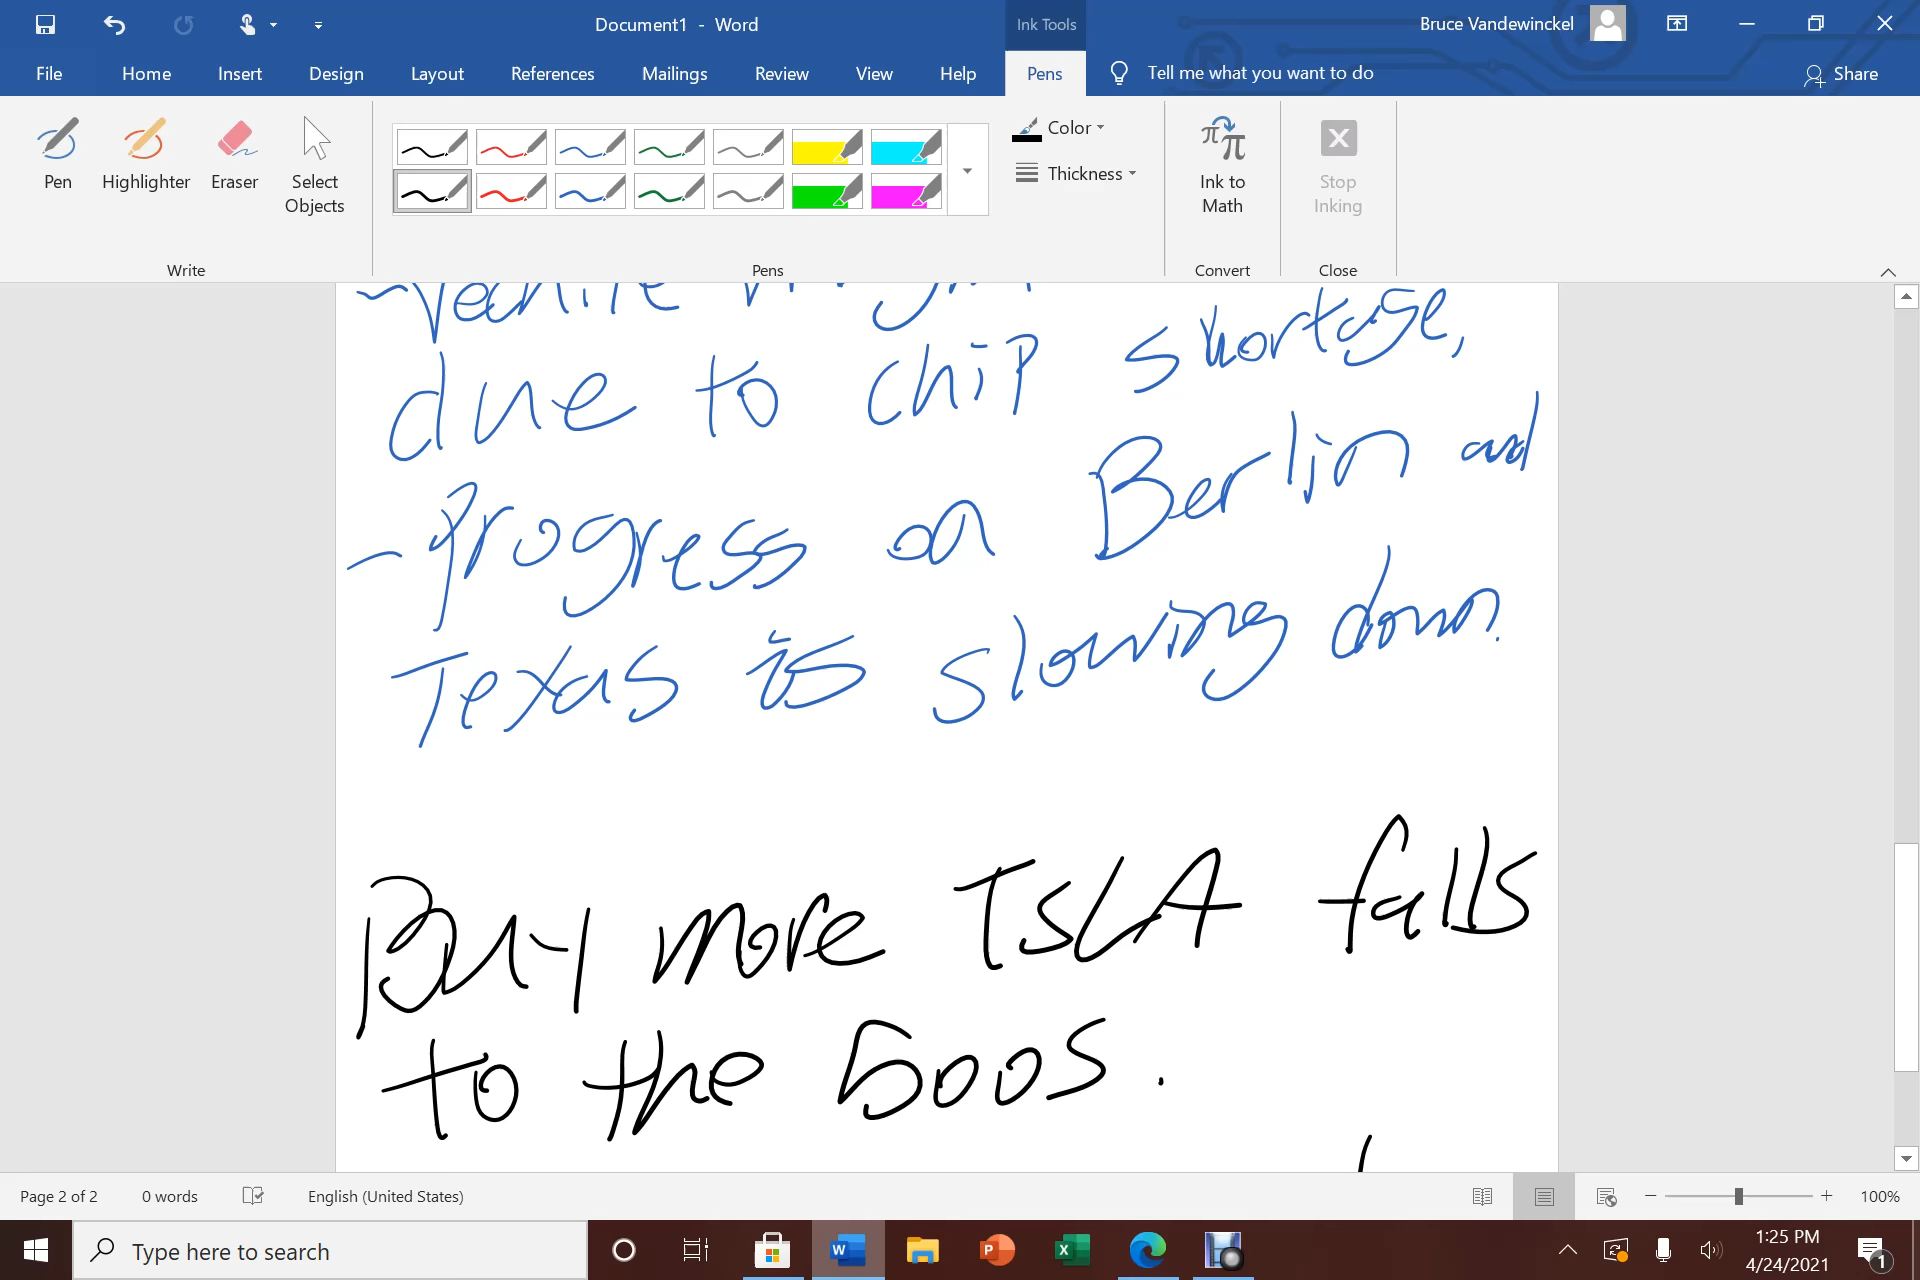 Document1 - Word
Ink Tools
Bruce Vandewinckel
File Home Insert Design Layout References Mailings Review View Help Pens Tell me what you want to do Share
Pen Highlighter Eraser Select Objects
Color
Thickness
Ink to Math
Stop Inking
Write Pens Convert Close
due to chip shortage,
- Progress on Berlin and
Texas is slowing down.
Buy more TSLA falls
to the 600s.
Page 2 of 2 0 words English (United States) 100%
Type here to search
1:25 PM
4/24/2021
1